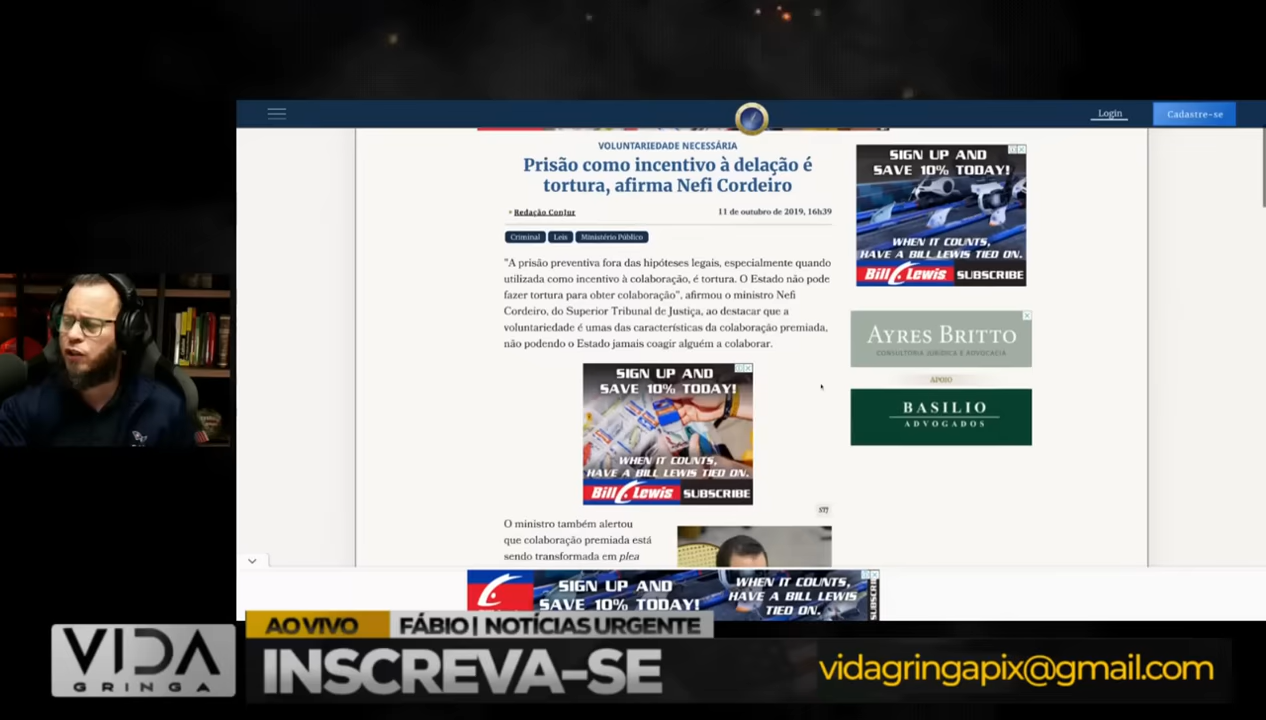 Login
Cadastre-se
VOLUNTARIEDADE NECESSÁRIA
Prisão como incentivo à delação é
tortura, afirma Nefi Cordeiro
Redação ConJur
11 de outubro de 2019, 16h39
Criminal
Leis
Ministério Público
"A prisão preventiva fora das hipóteses legais, especialmente quando
utilizada como incentivo à colaboração, é tortura. O Estado não pode
fazer tortura para obter colaboração", afirmou o ministro Nefi
Cordeiro, do Superior Tribunal de Justiça, ao destacar que a
voluntariedade é umas das características da colaboração premiada,
não podendo o Estado jamais coagir alguém a colaborar.
SIGN UP AND
SAVE 10% TODAY!
WHEN IT COUNTS,
HAVE A BILL LEWIS TIED ON.
Bill Lewis SUBSCRIBE
STJ
O ministro também alertou
que colaboração premiada está
sendo transformada em plea
SIGN UP AND
SAVE 10% TODAY!
WHEN IT COUNTS,
HAVE A BILL LEWIS TIED ON.
Bill Lewis SUBSCRIBE
AYRES BRITTO
CONSULTORIA JURÍDICA E ADVOCACIA
APOIO
BASILIO
ADVOGADOS
SIGN UP AND
SAVE 10% TODAY!
WHEN IT COUNTS,
HAVE A BILL LEWIS
TIED ON.
SUBSCRIBE
VIDA
GRINGA
AO VIVO
FÁBIO | NOTÍCIAS URGENTE
INSCREVA-SE
vidagringapix@gmail.com